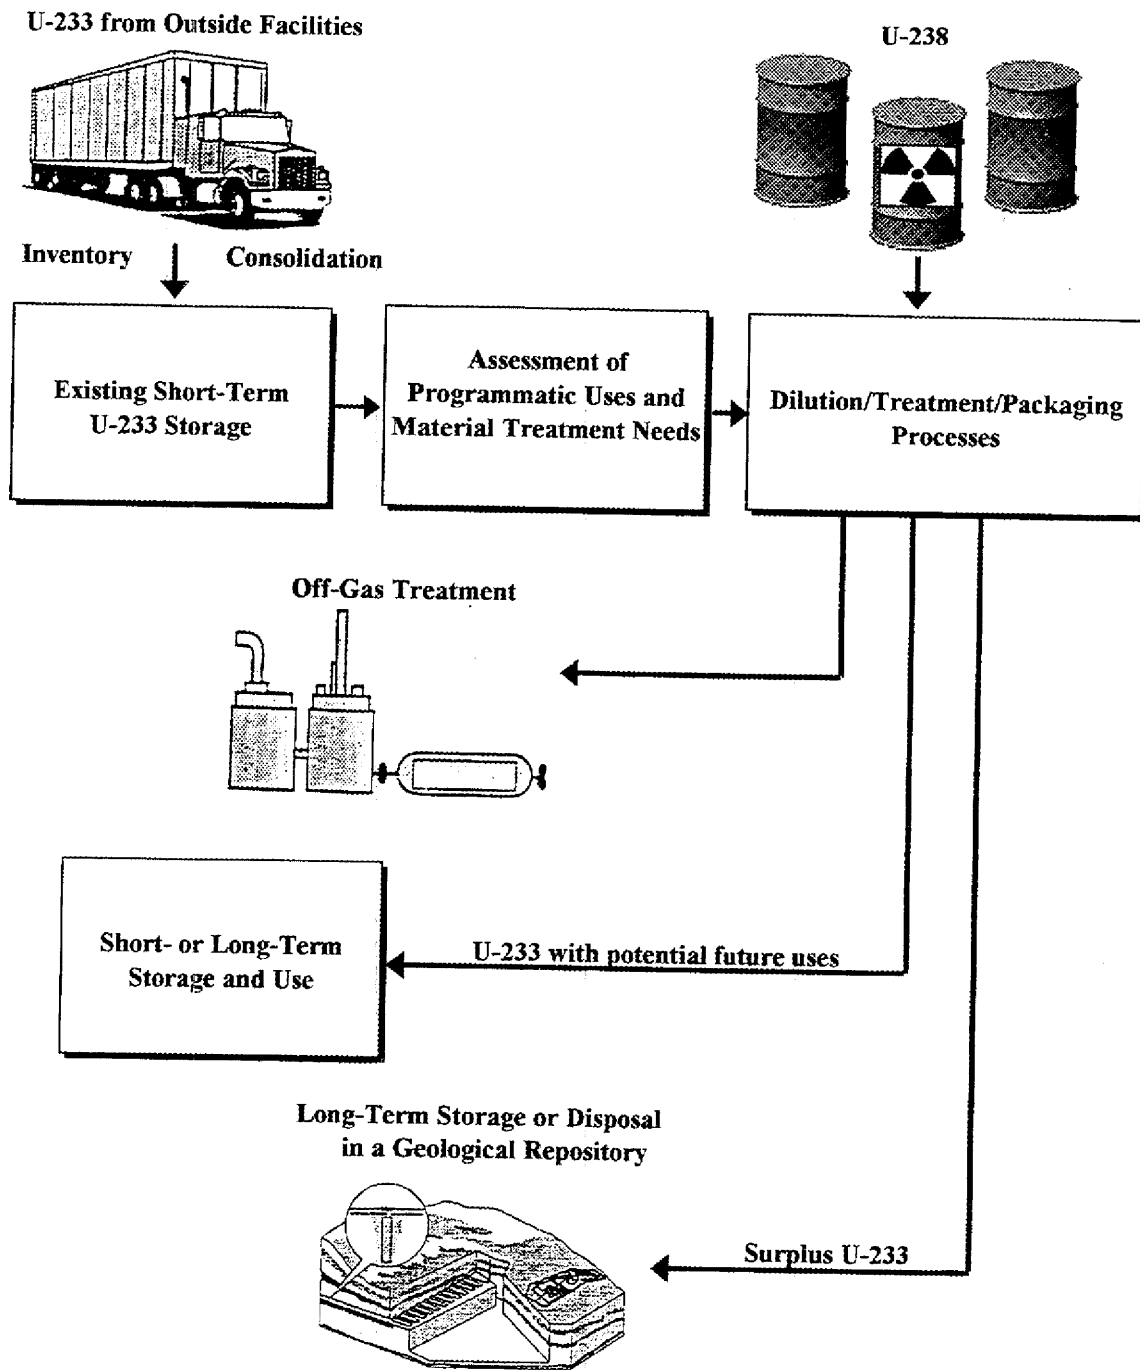 U-233 from Outside Facilities
U-238
Inventory
Consolidation
Existing Short-Term
U-233 Storage
Assessment of
Programmatic Uses and
Material Treatment Needs
Dilution/Treatment/Packaging
Processes
Off-Gas Treatment
Short- or Long-Term
Storage and Use
U-233 with potential future uses
Long-Term Storage or Disposal
in a Geological Repository
Surplus U-233